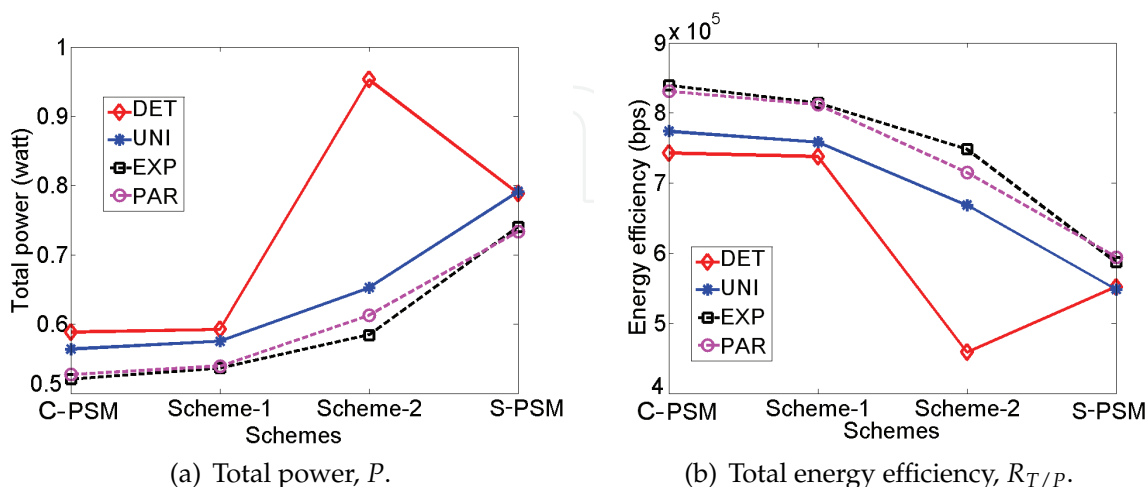 1
0.9
0.8
0.7
0.6
0.5
Total power (watt)
DET
UNI
EXP
PAR
C-PSM Scheme-1 Scheme-2 S-PSM
Schemes
(a) Total power, P.
9 x 10^5
8
7
6
5
4
Energy efficiency (bps)
DET
UNI
EXP
PAR
C-PSM Scheme-1 Scheme-2 S-PSM
Schemes
(b) Total energy efficiency, R_{T/P}.